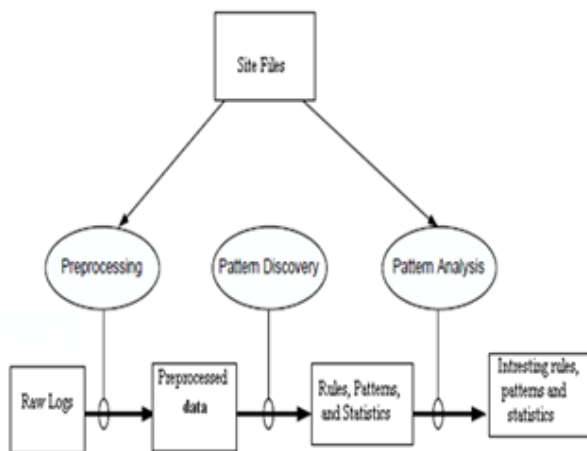 Site Files
Preprocessing
Pattern Discovery
Pattern Analysis
Raw Logs
Preprocessed
data
Rules, Patterns,
and Statistics
Intresting rules,
patterns and
statistics